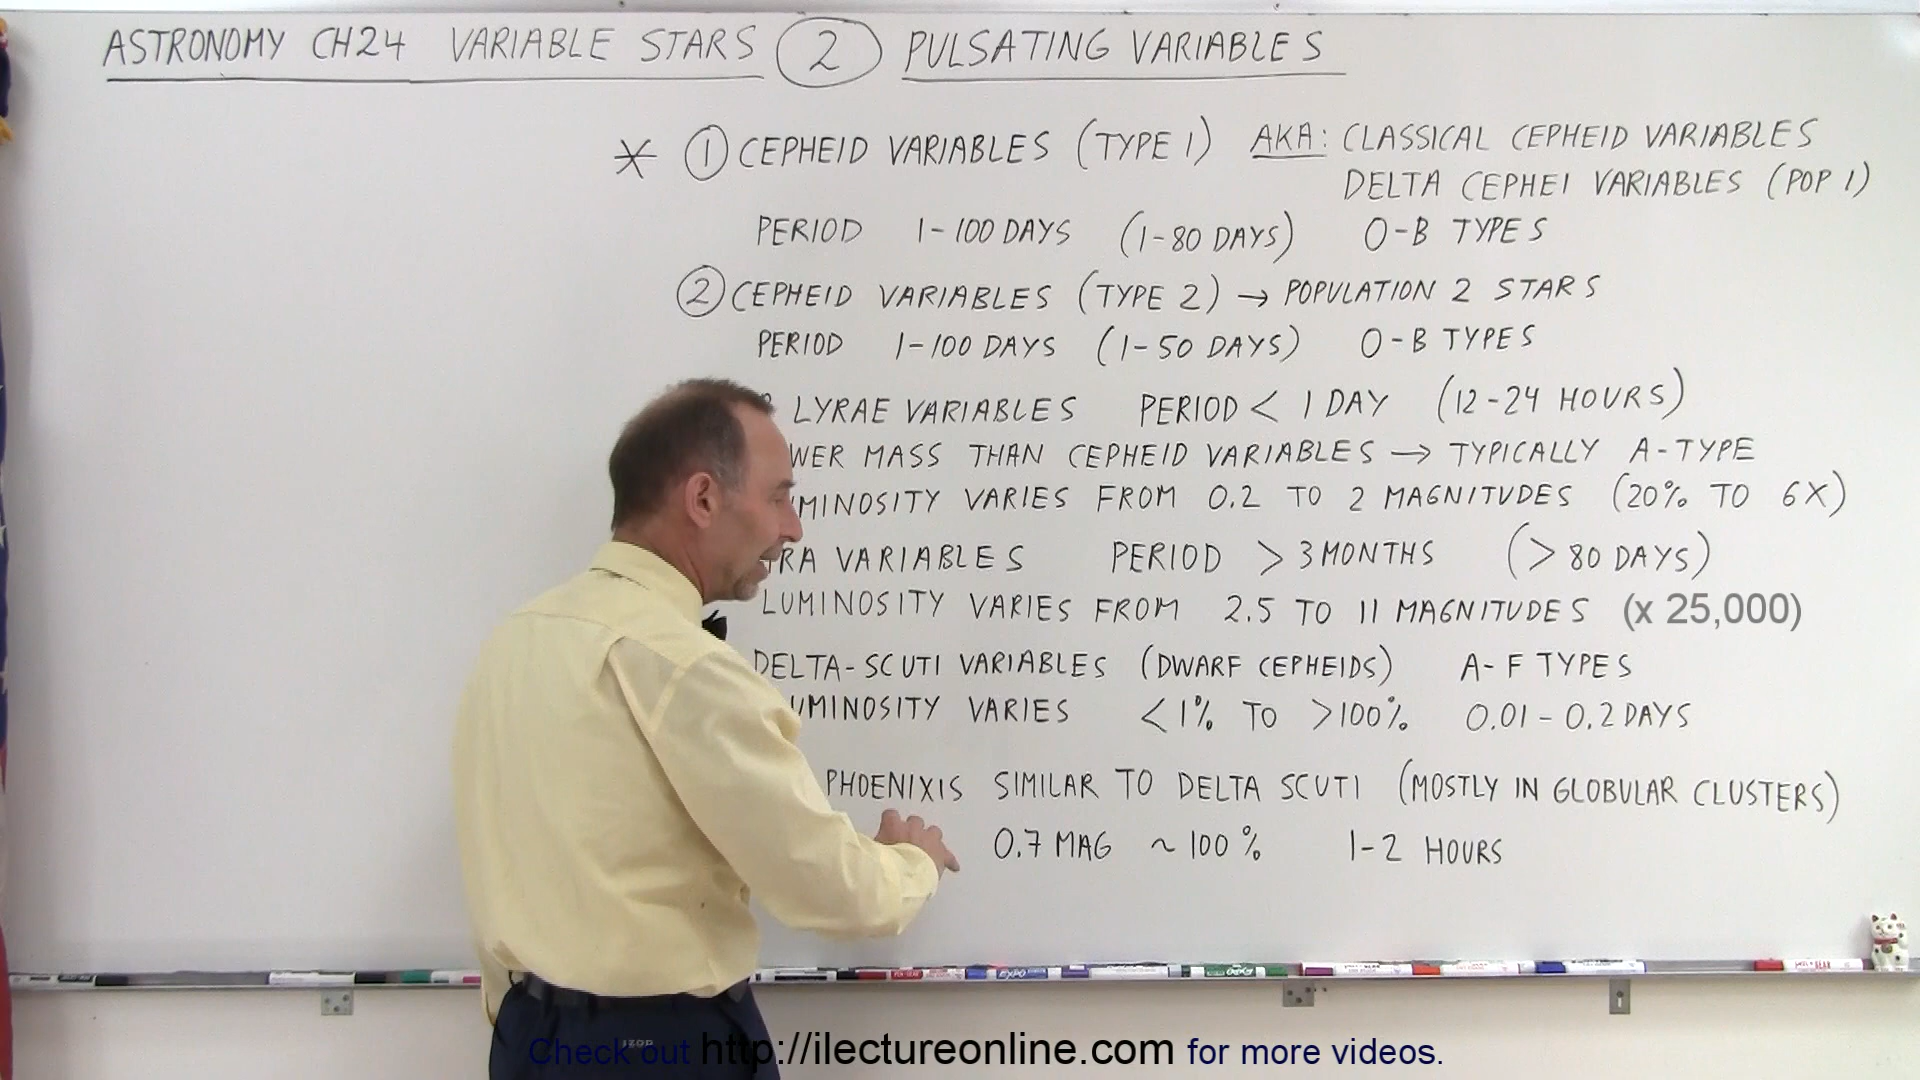 ASTRONOMY CH24 VARIABLE STARS 2 PULSATING VARIABLES
* 1 CEPHEID VARIABLES (TYPE 1) AKA: CLASSICAL CEPHEID VARIABLES
DELTA CEPHEI VARIABLES (POP 1)
PERIOD 1-100 DAYS (1-80 DAYS) O-B TYPES
2 CEPHEID VARIABLES (TYPE 2) → POPULATION 2 STARS
PERIOD 1-100 DAYS (1-50 DAYS) O-B TYPES
LYRAE VARIABLES PERIOD < 1 DAY (12-24 HOURS)
WER MASS THAN CEPHEID VARIABLES → TYPICALLY A-TYPE
MINOSITY VARIES FROM 0.2 TO 2 MAGNITUDES (20% TO 6X)
RA VARIABLES PERIOD > 3 MONTHS (> 80 DAYS)
LUMINOSITY VARIES FROM 2.5 TO 11 MAGNITUDES (x 25,000)
DELTA-SCUTI VARIABLES (DWARF CEPHEIDS) A-F TYPES
UMINOSITY VARIES <1% TO >100% 0.01-0.2 DAYS
PHOENIXIS SIMILAR TO DELTA SCUTI (MOSTLY IN GLOBULAR CLUSTERS)
0.7 MAG ~ 100% 1-2 HOURS
EXPO
IZOD
Check out http://ilectureonline.com for more videos.